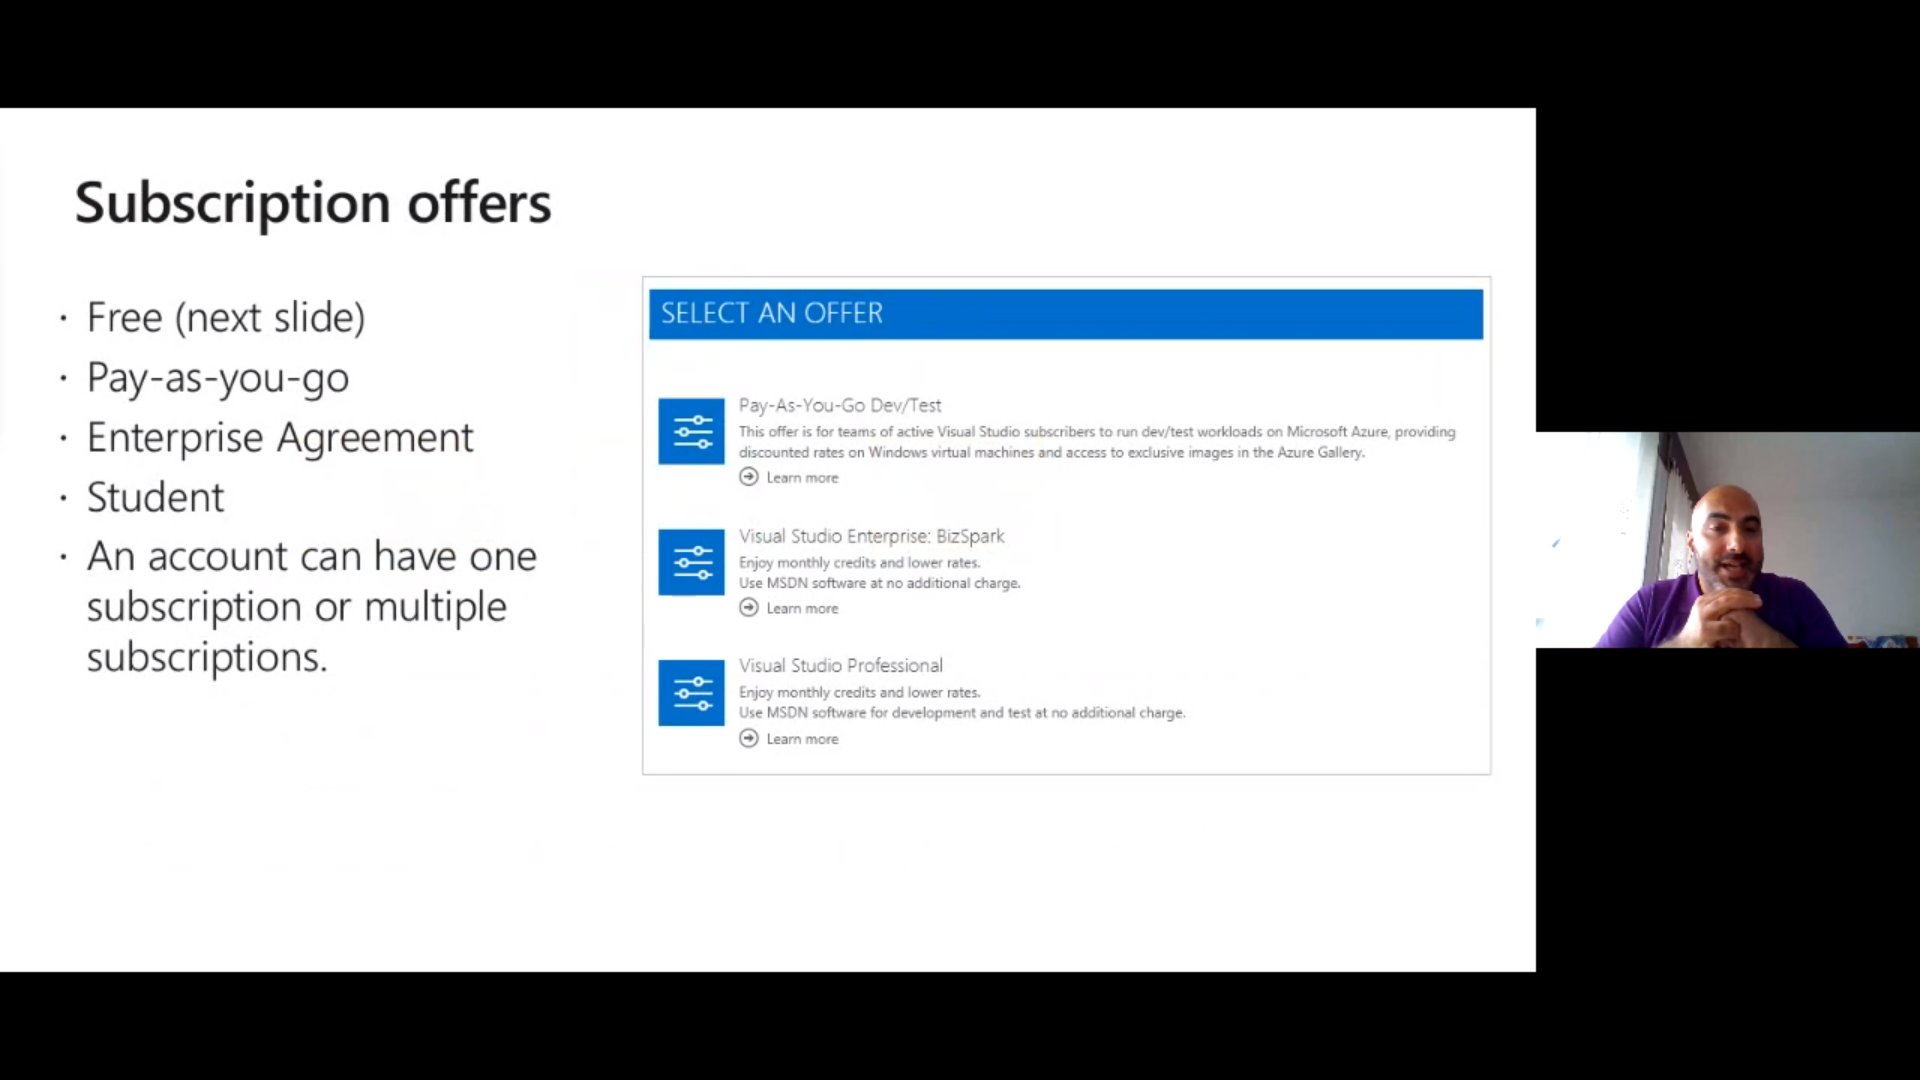 Subscription offers
· Free (next slide)
· Pay-as-you-go
· Enterprise Agreement
· Student
· An account can have one
subscription or multiple
subscriptions.
SELECT AN OFFER
Pay-As-You-Go Dev/Test
This offer is for teams of active Visual Studio subscribers to run dev/test workloads on Microsoft Azure, providing
discounted rates on Windows virtual machines and access to exclusive images in the Azure Gallery.
Learn more
Visual Studio Enterprise: BizSpark
Enjoy monthly credits and lower rates.
Use MSDN software at no additional charge.
Learn more
Visual Studio Professional
Enjoy monthly credits and lower rates.
Use MSDN software for development and test at no additional charge.
Learn more